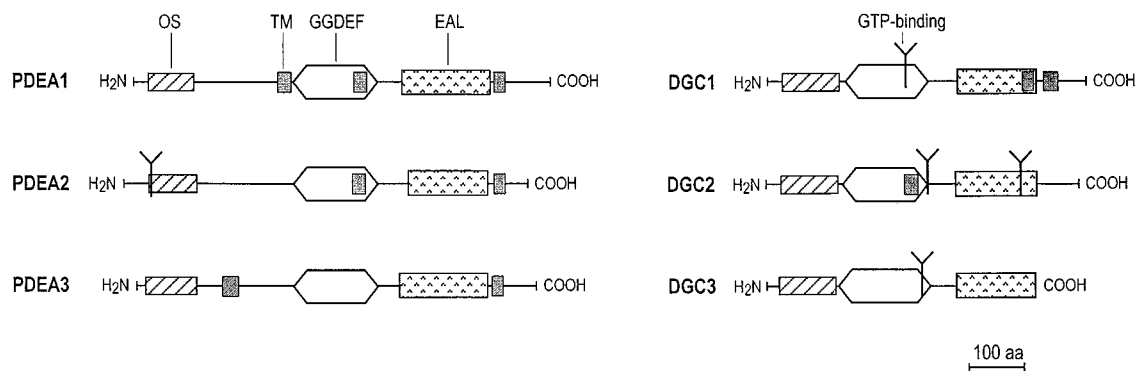 OS TM GGDEF EAL GTP-binding
PDEA1 H2N COOH DGC1 H2N COOH
PDEA2 H2N COOH DGC2 H2N COOH
PDEA3 H2N COOH DGC3 H2N COOH
100 aa